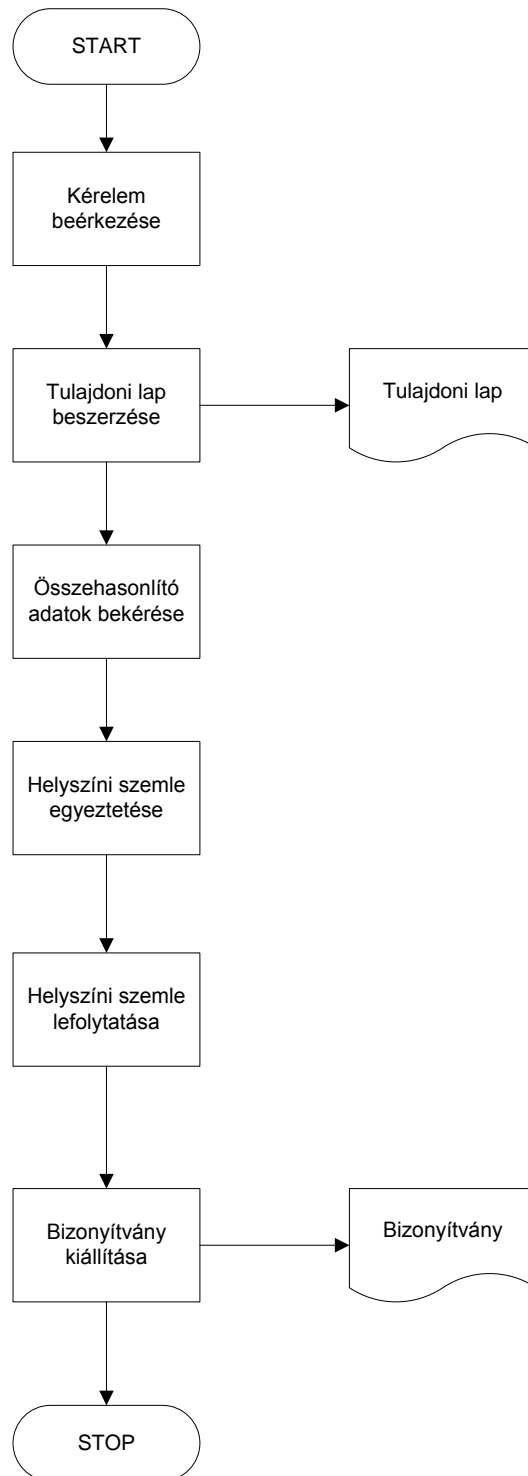 START
Kérelem
beérkezése
Tulajdoni lap
beszerzése
Tulajdoni lap
Összehasonlító
adatok bekérése
Helyszíni szemle
egyeztetése
Helyszíni szemle
lefolytatása
Bizonyítvány
kiállítása
Bizonyítvány
STOP